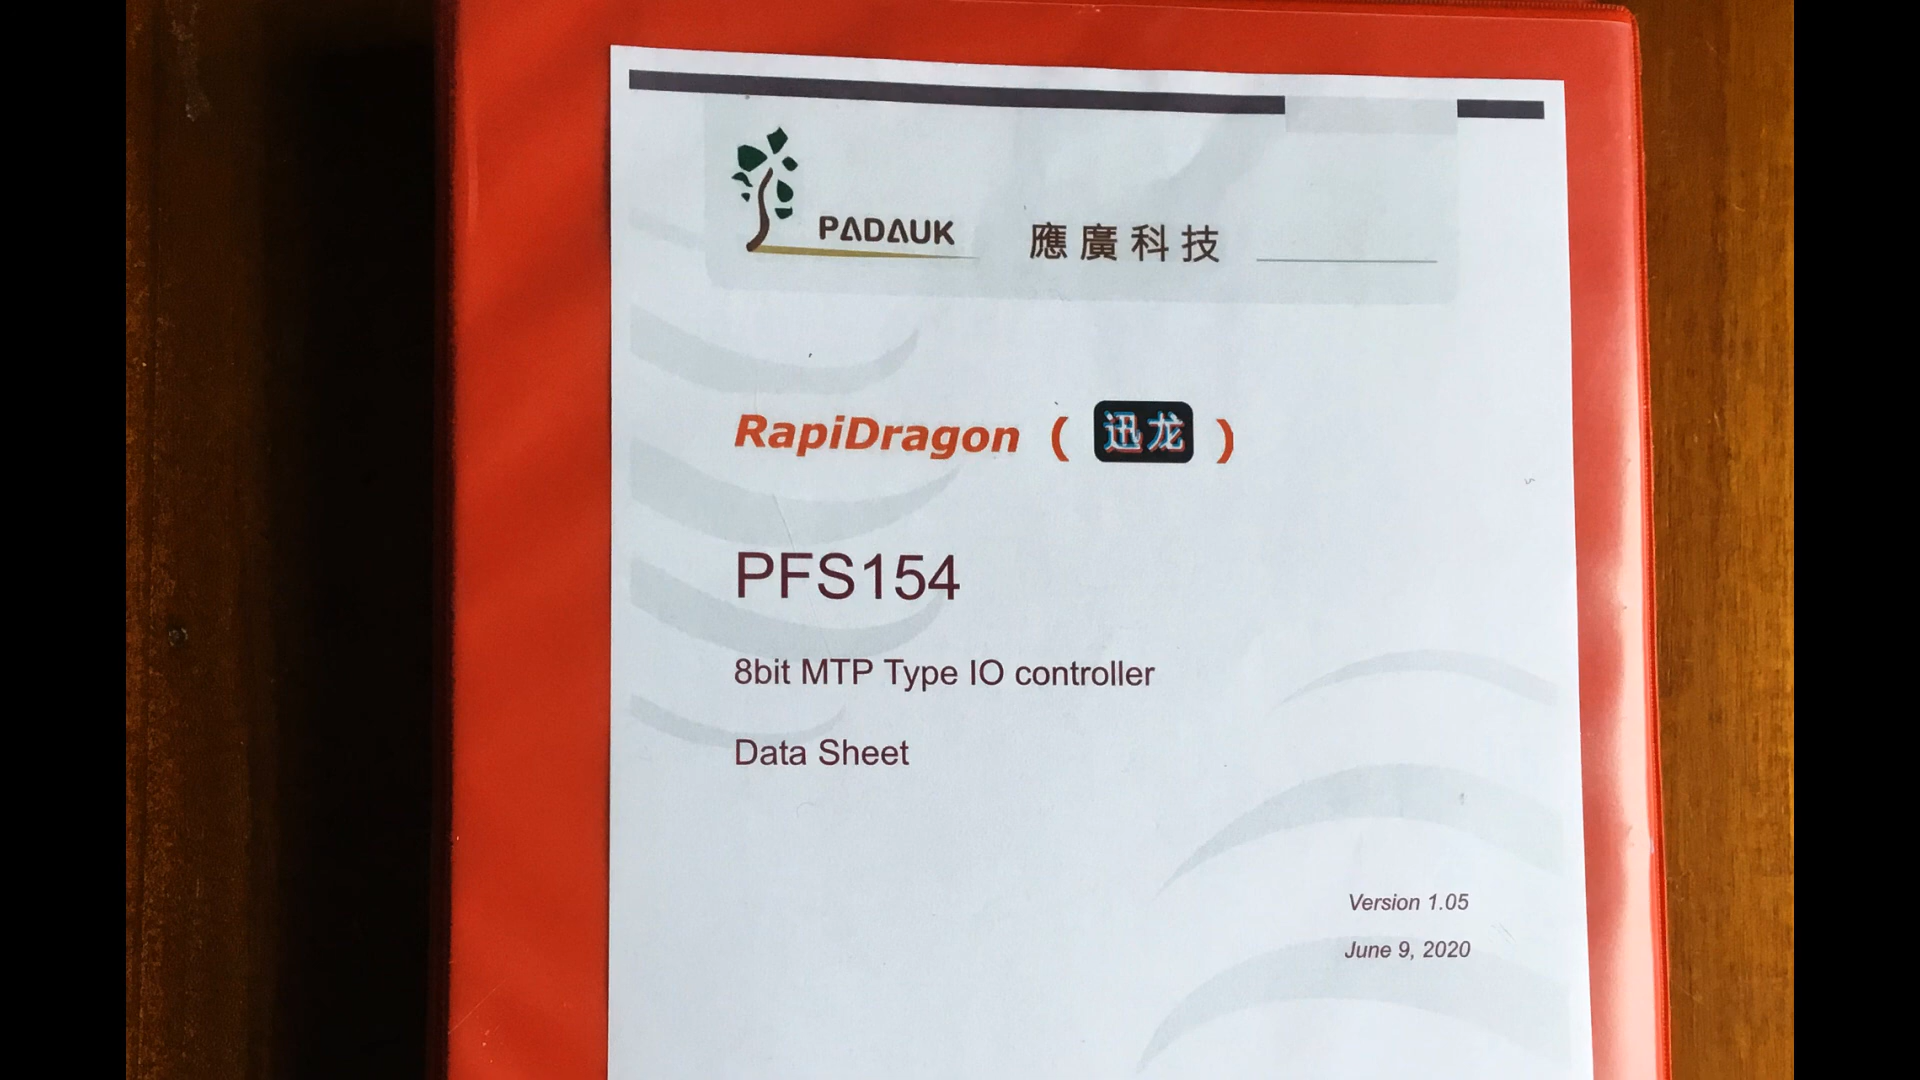 PADAUK 應廣科技
RapiDragon ( 迅龙 )
PFS154
8bit MTP Type IO controller
Data Sheet
Version 1.05
June 9, 2020